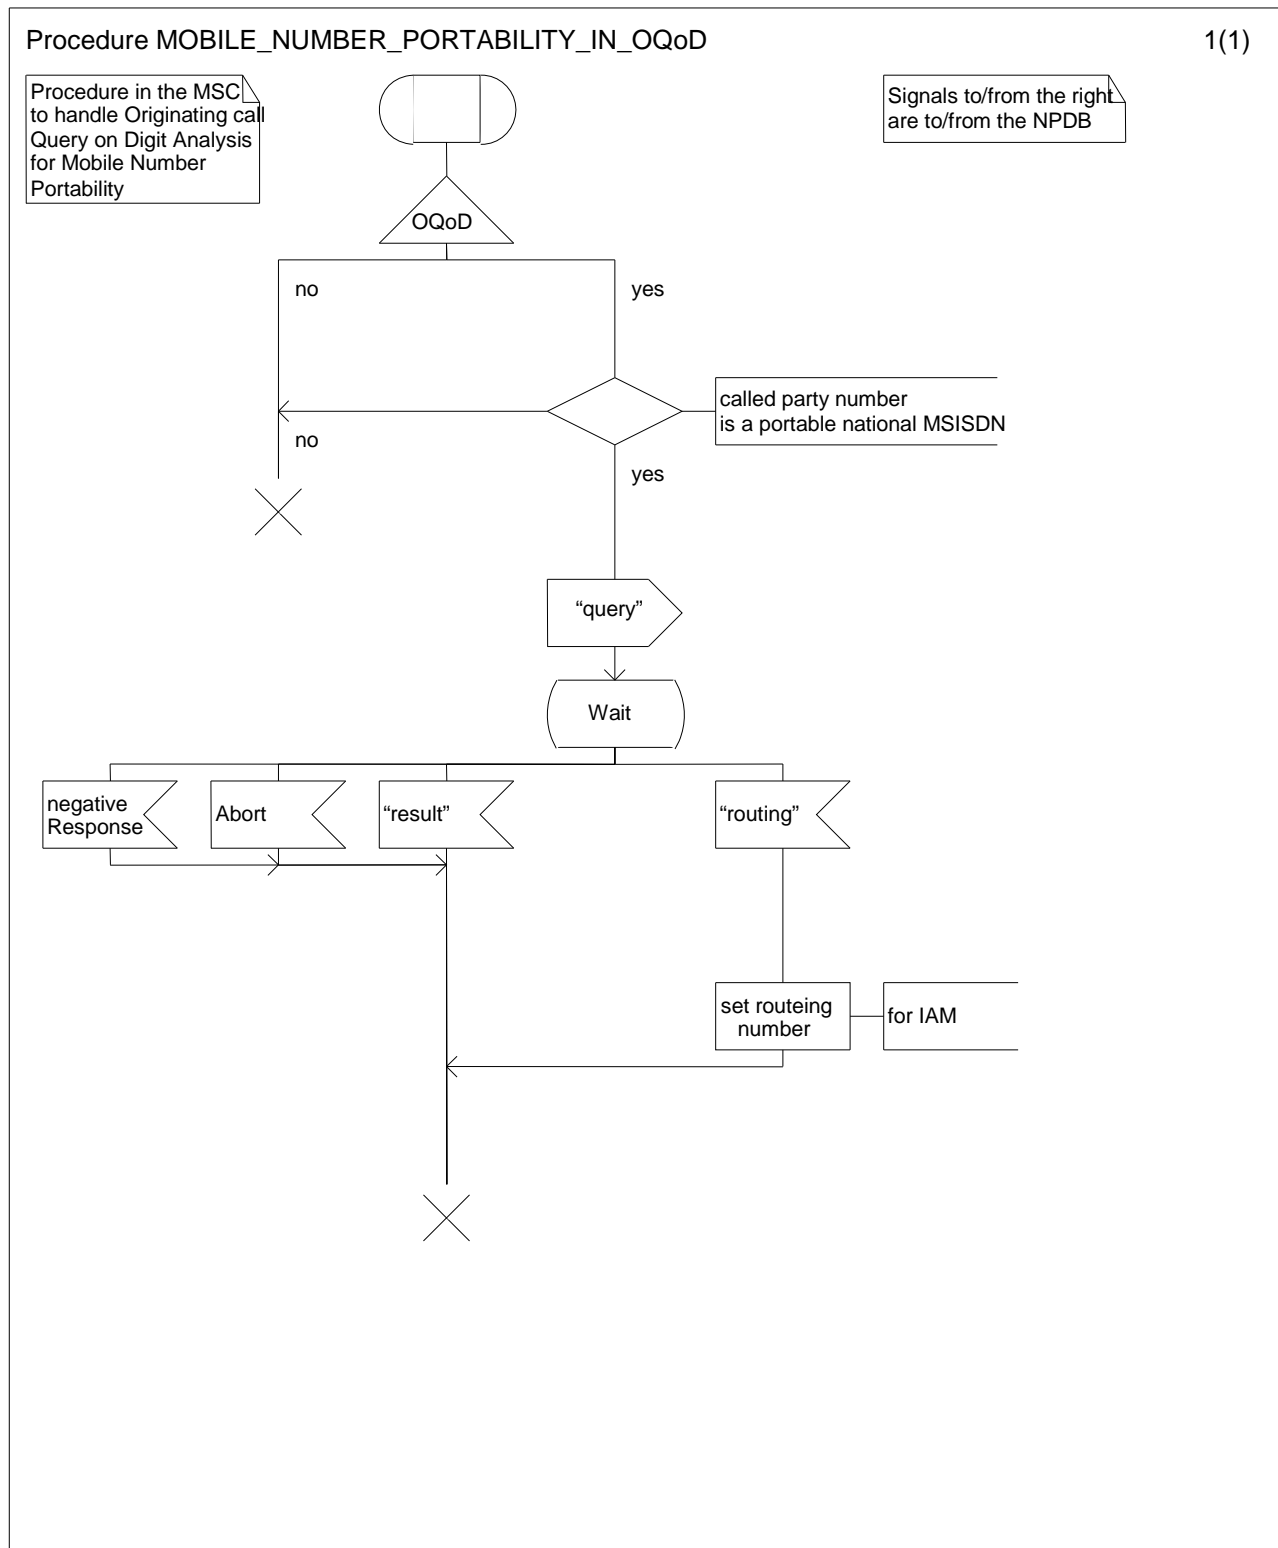 Procedure MOBILE_NUMBER_PORTABILITY_IN_OQoD
1(1)
Procedure in the MSC
to handle Originating call
Query on Digit Analysis
for Mobile Number
Portability
Signals to/from the right
are to/from the NPDB
OQoD
no
yes
called party number
is a portable national MSISDN
no
yes
“query”
Wait
negative
Response
Abort
“result”
“routing”
set routeing
number
for IAM